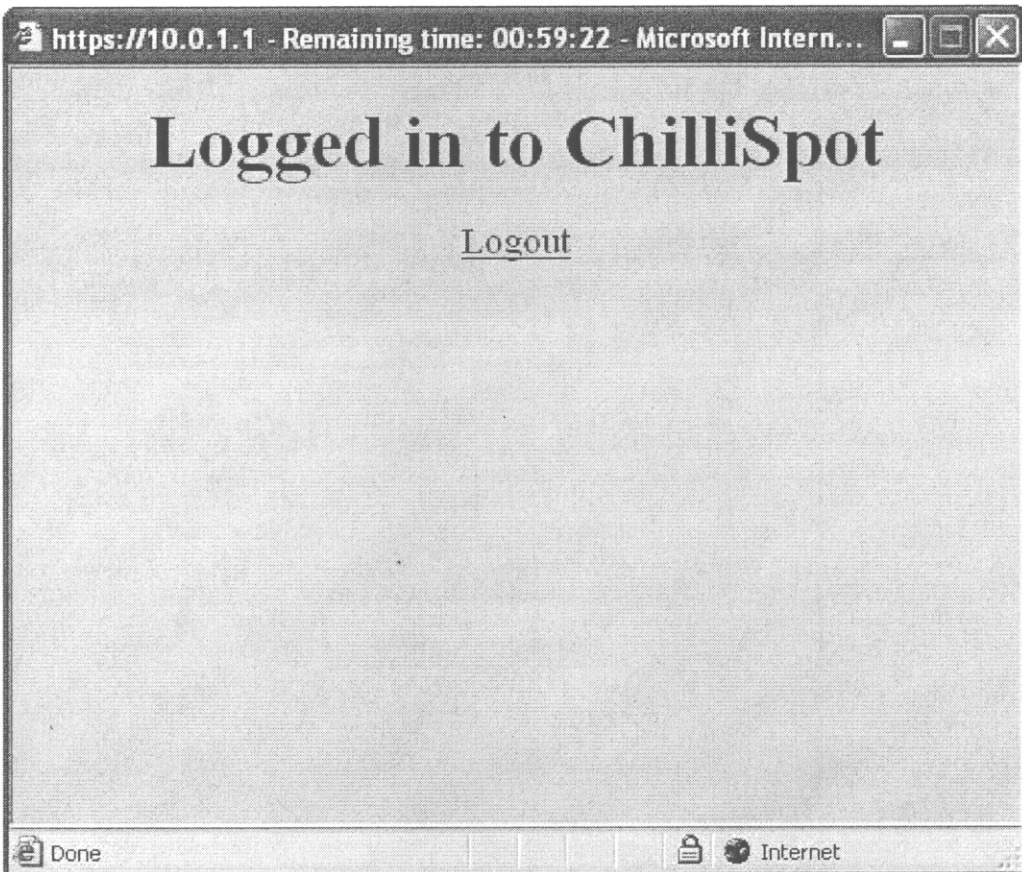 https://10.0.1.1 - Remaining time: 00:59:22 - Microsoft Intern...
Logged in to ChilliSpot
Logout
Done
Internet